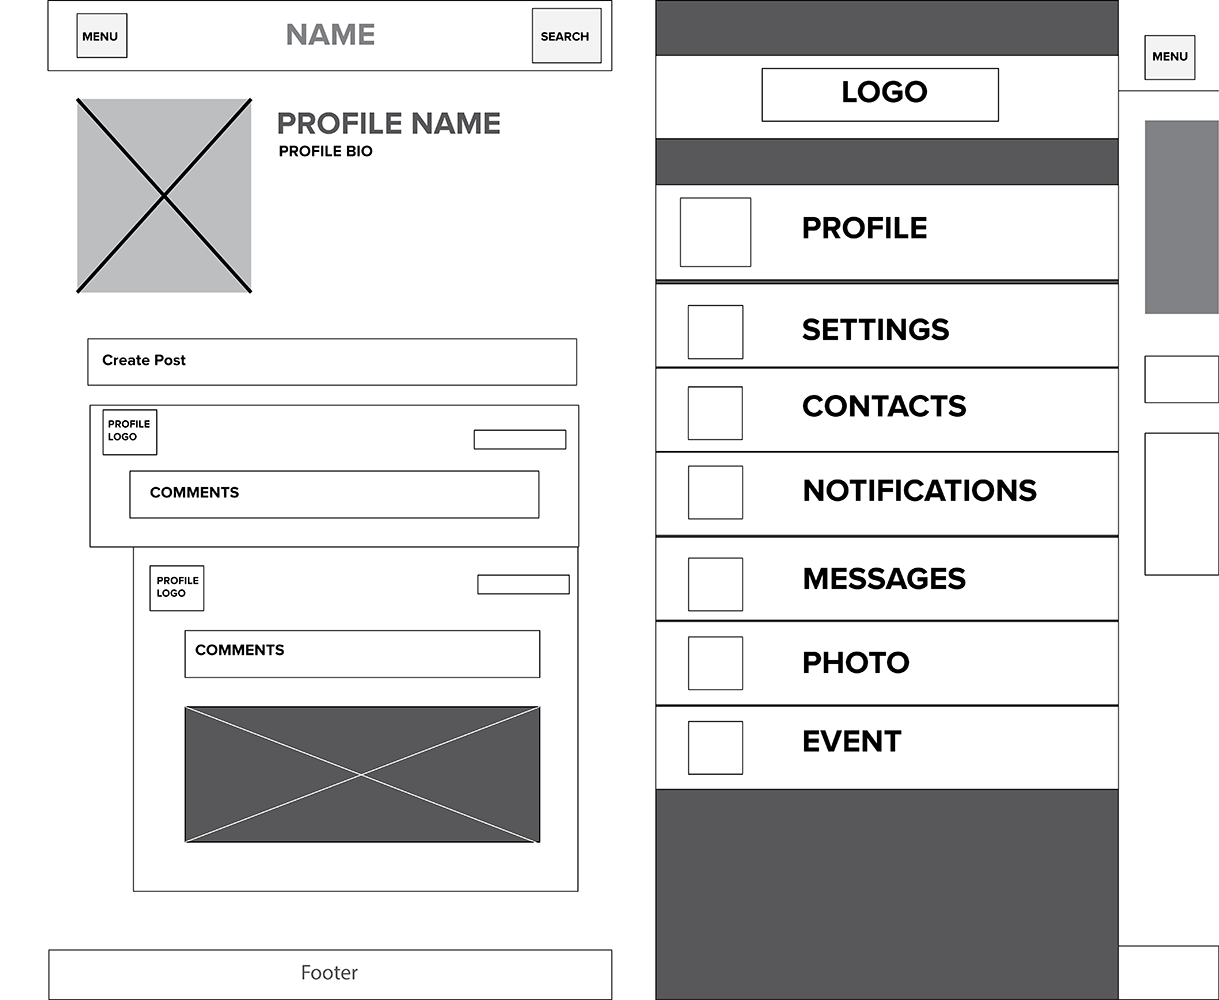 MENU
NAME
SEARCH
PROFILE NAME
PROFILE BIO
Create Post
PROFILE
LOGO
COMMENTS
PROFILE
LOGO
COMMENTS
Footer
LOGO
PROFILE
SETTINGS
CONTACTS
NOTIFICATIONS
MESSAGES
PHOTO
EVENT
MENU